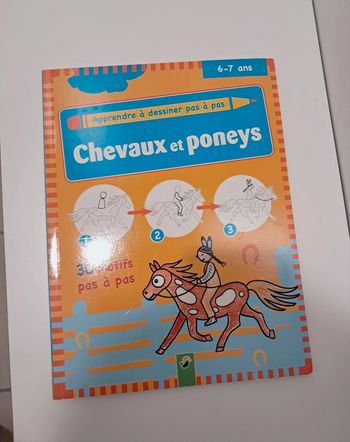 6-7 ans
Apprendre à dessiner pas à pas
Chevaux et poneys
1
2
3
30 motifs
pas à pas